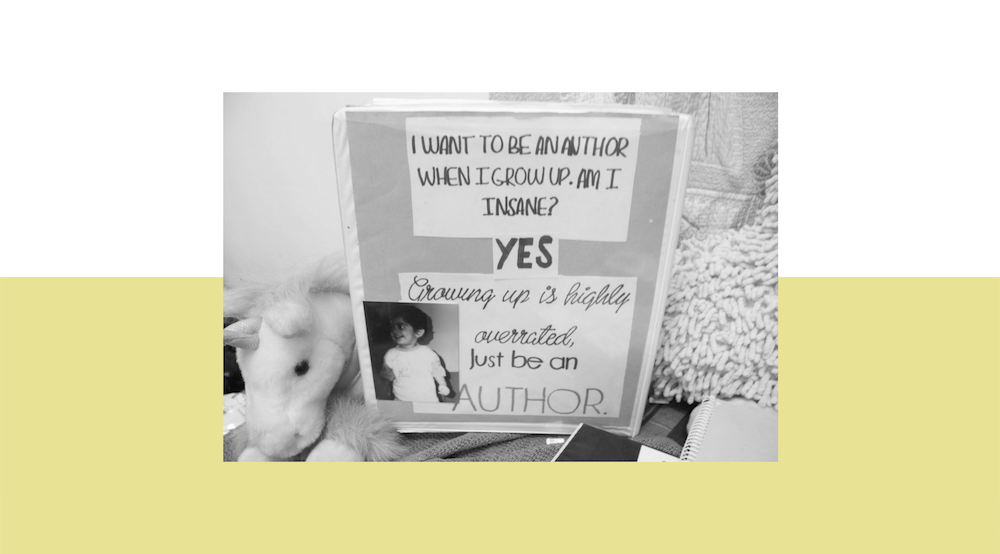 I WANT TO BE AN AUTHOR
WHEN I GROW UP. AM I
INSANE?
YES
Growing up is highly
overrated,
Just be an
AUTHOR.